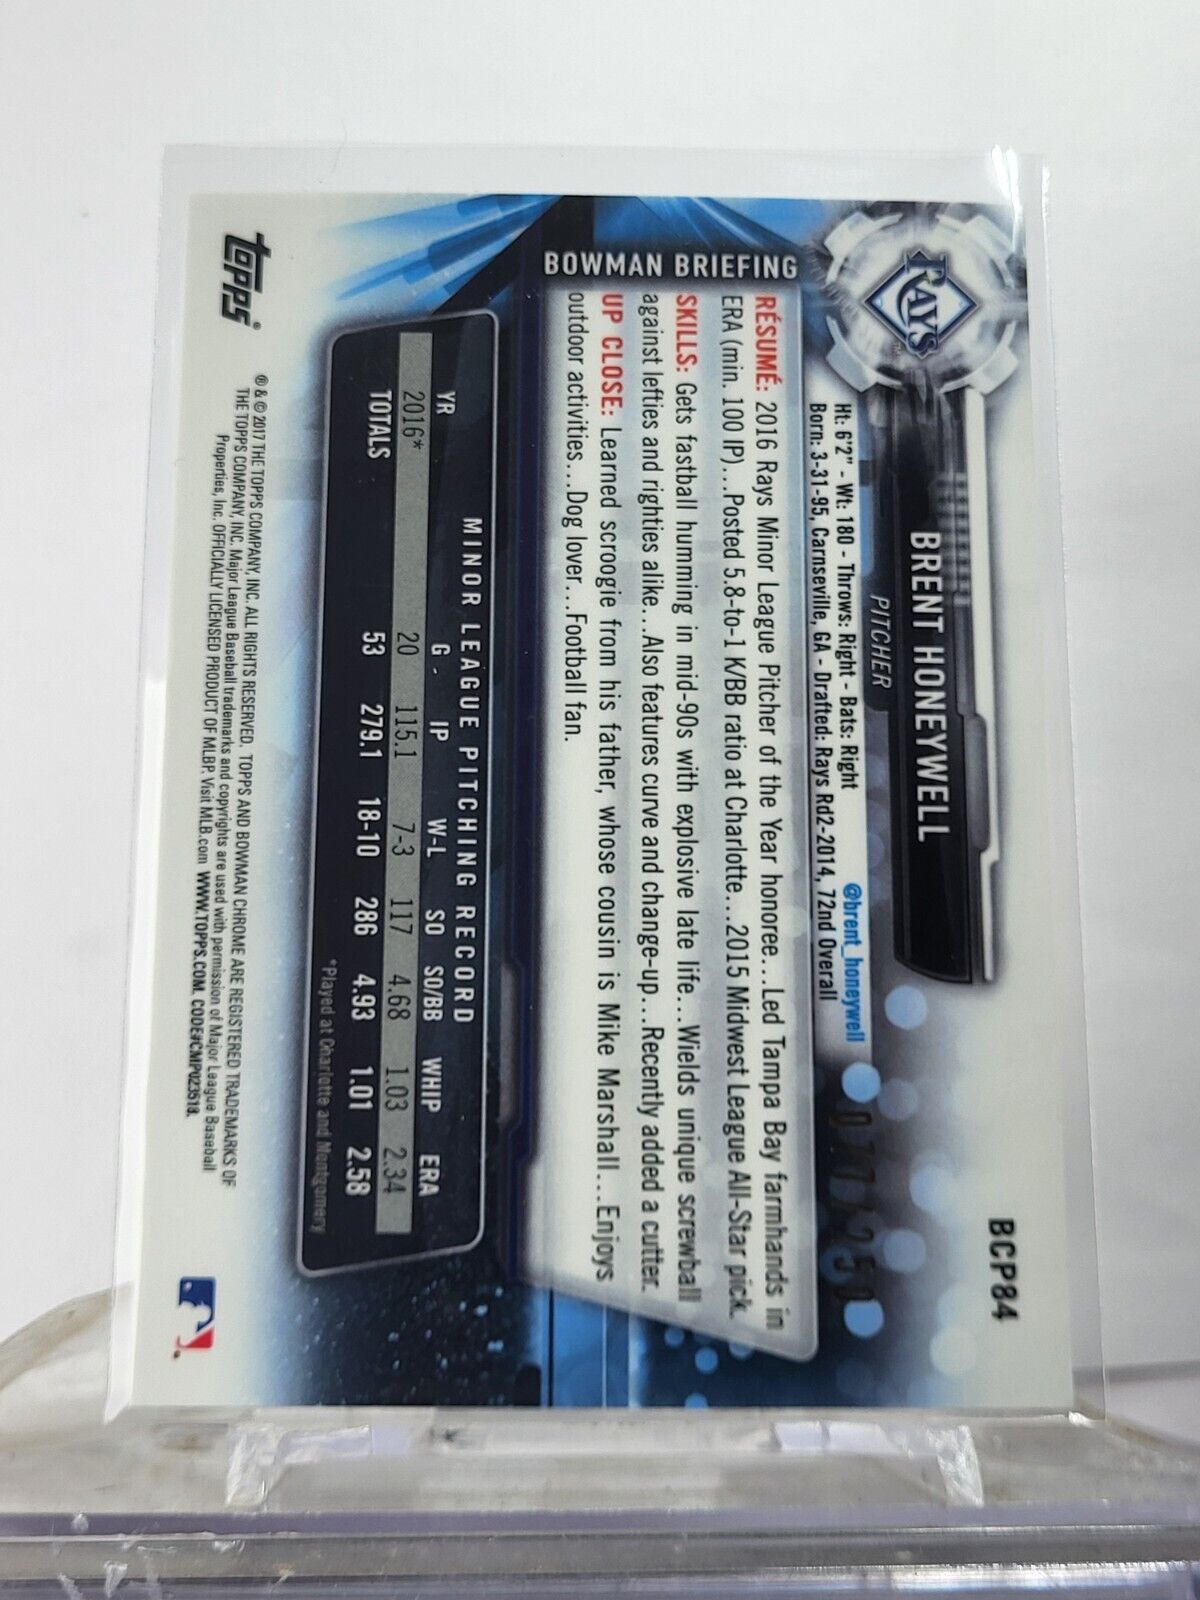 BCP84
BRENT HONEYWELL
RAYS
PITCHER
077/250
Ht: 6'2" - Wt: 180 - Throws: Right - Bats: Right
@brent_honeywell
Born: 3-31-95, Carnseville, GA - Drafted: Rays Rd2-2014, 72nd Overall
BOWMAN BRIEFING
RÉSUMÉ: 2016 Rays Minor League Pitcher of the Year honoree...Led Tampa Bay farmhands in
ERA (min. 100 IP)...Posted 5.8-to-1 K/BB ratio at Charlotte...2015 Midwest League All-Star pick.
SKILLS: Gets fastball humming in mid-90s with explosive late life...Wields unique screwball
against lefties and righties alike...Also features curve and change-up...Recently added a cutter.
UP CLOSE: Learned scroogie from his father, whose cousin is Mike Marshall...Enjoys
outdoor activities...Dog lover...Football fan.
MINOR LEAGUE PITCHING RECORD
YR G IP W-L SO SO/BB WHIP ERA
2016* 20 115.1 7-3 117 4.68 1.03 2.34
TOTALS 53 279.1 18-10 286 4.93 1.01 2.58
*Played at Charlotte and Montgomery
topps®
® & © 2017 THE TOPPS COMPANY, INC. ALL RIGHTS RESERVED. TOPPS AND BOWMAN CHROME ARE REGISTERED TRADEMARKS OF
THE TOPPS COMPANY, INC. Major League Baseball trademarks and copyrights are used with permission of Major League Baseball
Properties, Inc. OFFICIALLY LICENSED PRODUCT OF MLBP. Visit MLB.com WWW.TOPPS.COM. CODE#CMP023518.